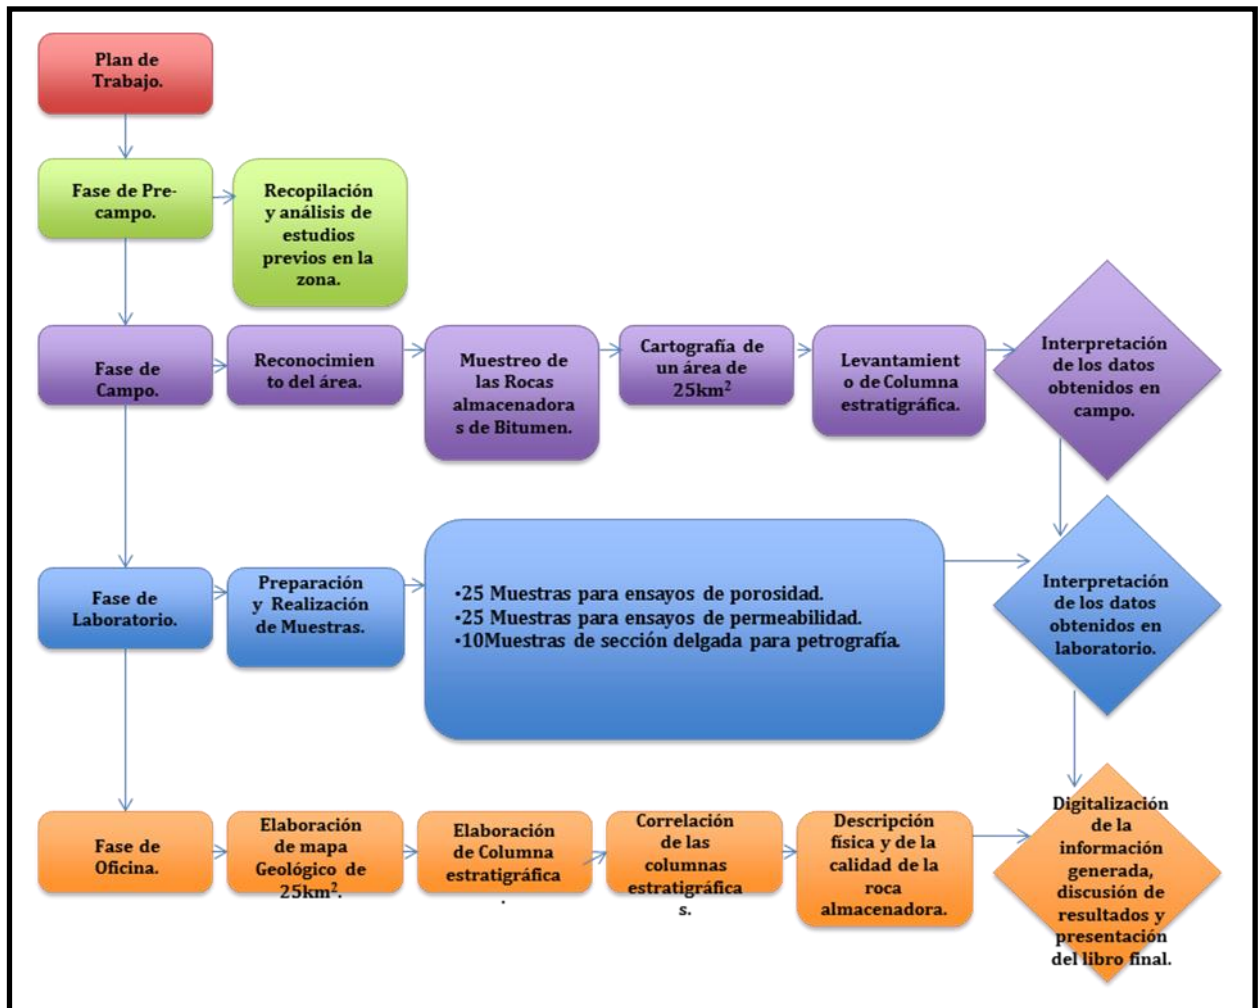 Plan de
Trabajo.
Fase de Pre-
campo.
Recopilación
y análisis de
estudios
previos en la
zona.
Fase de
Campo.
Reconocimien
to del área.
Muestreo de
las Rocas
almacenadora
s de Bitumen.
Cartografía de
un área de
25km²
Levantamient
o de Columna
estratigráfica.
Interpretación
de los datos
obtenidos en
campo.
Fase de
Laboratorio.
Preparación
y Realización
de Muestras.
•25 Muestras para ensayos de porosidad.
•25 Muestras para ensayos de permeabilidad.
•10Muestras de sección delgada para petrografía.
Interpretación
de los datos
obtenidos en
laboratorio.
Fase de
Oficina.
Elaboración
de mapa
Geológico de
25km².
Elaboración
de Columna
estratigráfica
.
Correlación
de las
columnas
estratigráfica
s.
Descripción
física y de la
calidad de la
roca
almacenadora.
Digitalización
de la
información
generada,
discusión de
resultados y
presentación
del libro final.